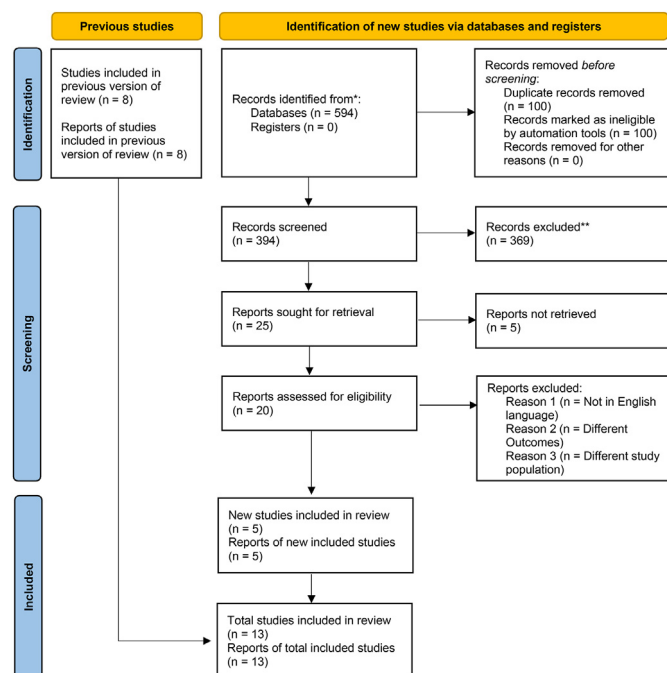 Previous studies
Identification of new studies via databases and registers
Identification
Studies included in
previous version of
review (n = 8)
Reports of studies
included in previous
version of review (n = 8)
Records identified from*:
Databases (n = 594)
Registers (n = 0)
Records removed before
screening:
Duplicate records removed
(n = 100)
Records marked as ineligible
by automation tools (n = 100)
Records removed for other
reasons (n = 0)
Screening
Records screened
(n = 394)
Records excluded**
(n = 369)
Reports sought for retrieval
(n = 25)
Reports not retrieved
(n = 5)
Reports assessed for eligibility
(n = 20)
Reports excluded:
Reason 1 (n = Not in English
language)
Reason 2 (n = Different
Outcomes)
Reason 3 (n = Different study
population)
Included
New studies included in review
(n = 5)
Reports of new included studies
(n = 5)
Total studies included in review
(n = 13)
Reports of total included studies
(n = 13)